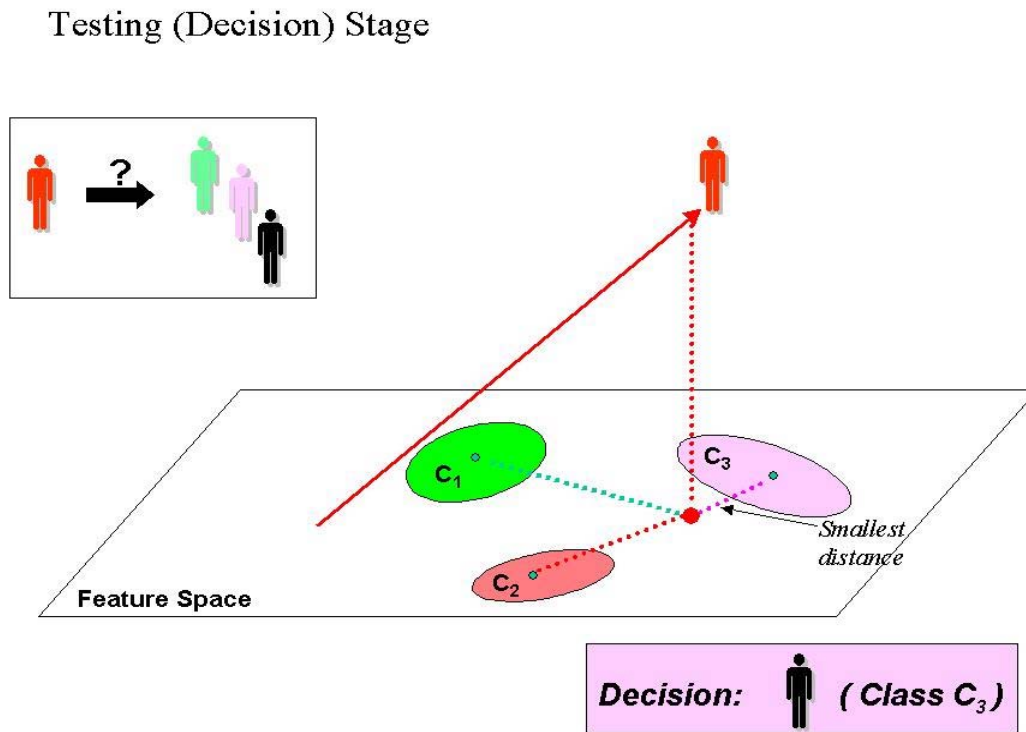 Testing (Decision) Stage
?
C1
C3
Smallest
distance
C2
Feature Space
Decision: ( Class C3 )